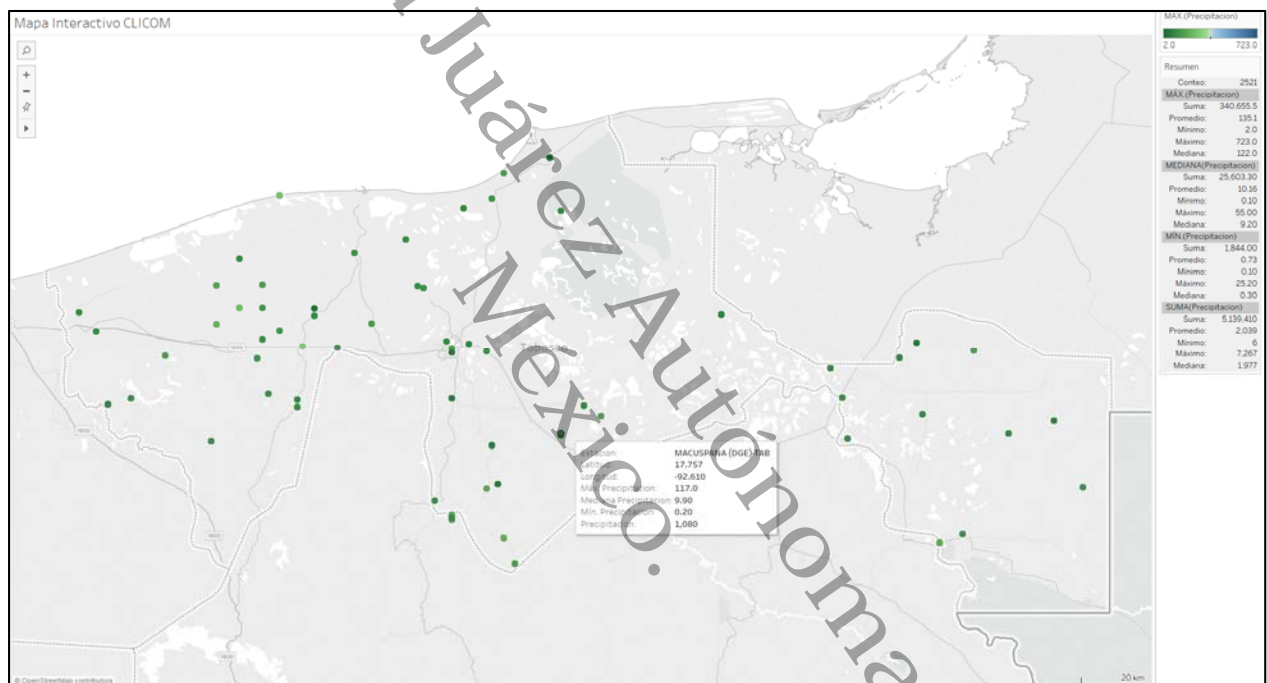 Mapa Interactivo CLICOM
MAX.(Precipitacion)
2.0 723.0
Resumen
Conteo: 2521
MÁX.(Precipitacion)
Suma: 340,655.5
Promedio: 135.1
Mínimo: 2.0
Máximo: 723.0
Mediana: 122.0
MEDIANA(Precipitacion)
Suma: 25,603.30
Promedio: 10.16
Mínimo: 0.10
Máximo: 55.00
Mediana: 9.20
MÍN.(Precipitacion)
Suma: 1,844.00
Promedio: 0.73
Mínimo: 0.10
Máximo: 25.20
Mediana: 0.30
SUMA(Precipitacion)
Suma: 5,139,410
Promedio: 2,039
Mínimo: 6
Máximo: 7,267
Mediana: 1,977
Tabasco
Estacion: MACUSPANA (DGE)-TAB
Latitud: 17.757
Longitud: -92.610
Máx. Precipitacion: 117.0
Mediana Precipitacion: 9.90
Mín. Precipitacion: 0.20
Precipitacion: 1,080
Juárez Autónoma
México.
© OpenStreetMap contributors
20 km